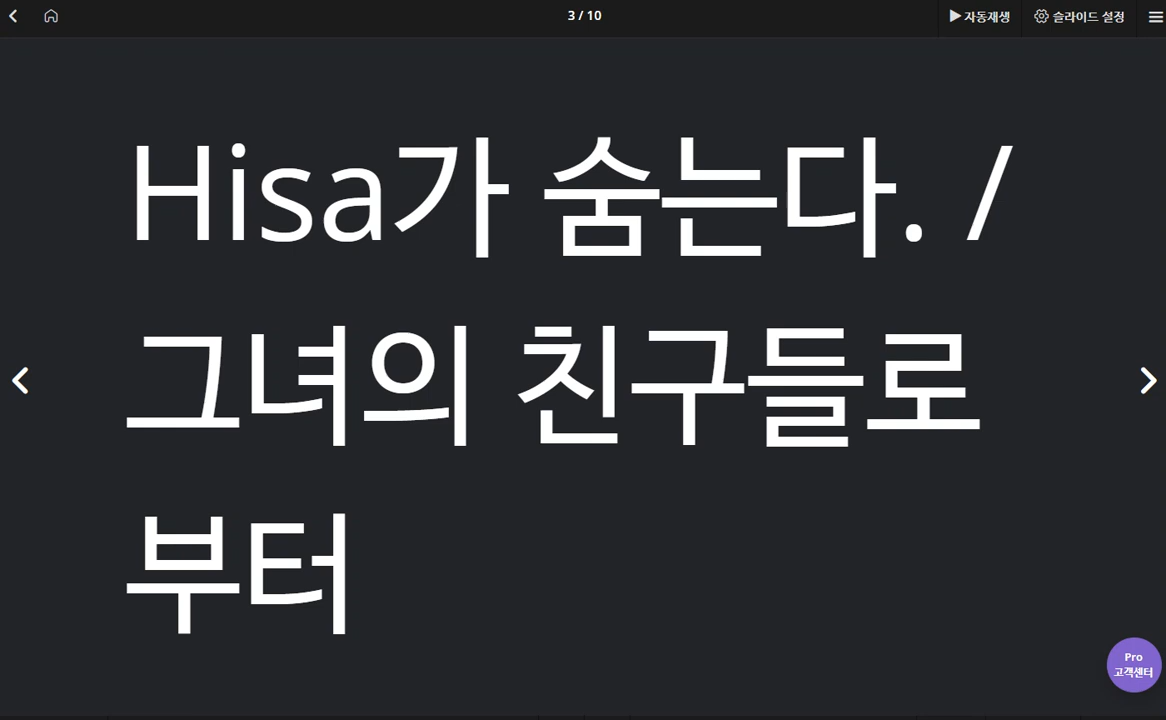 3 / 10
자동재생
슬라이드 설정
Hisa가 숨는다. /
그녀의 친구들로
부터
Pro
고객센터